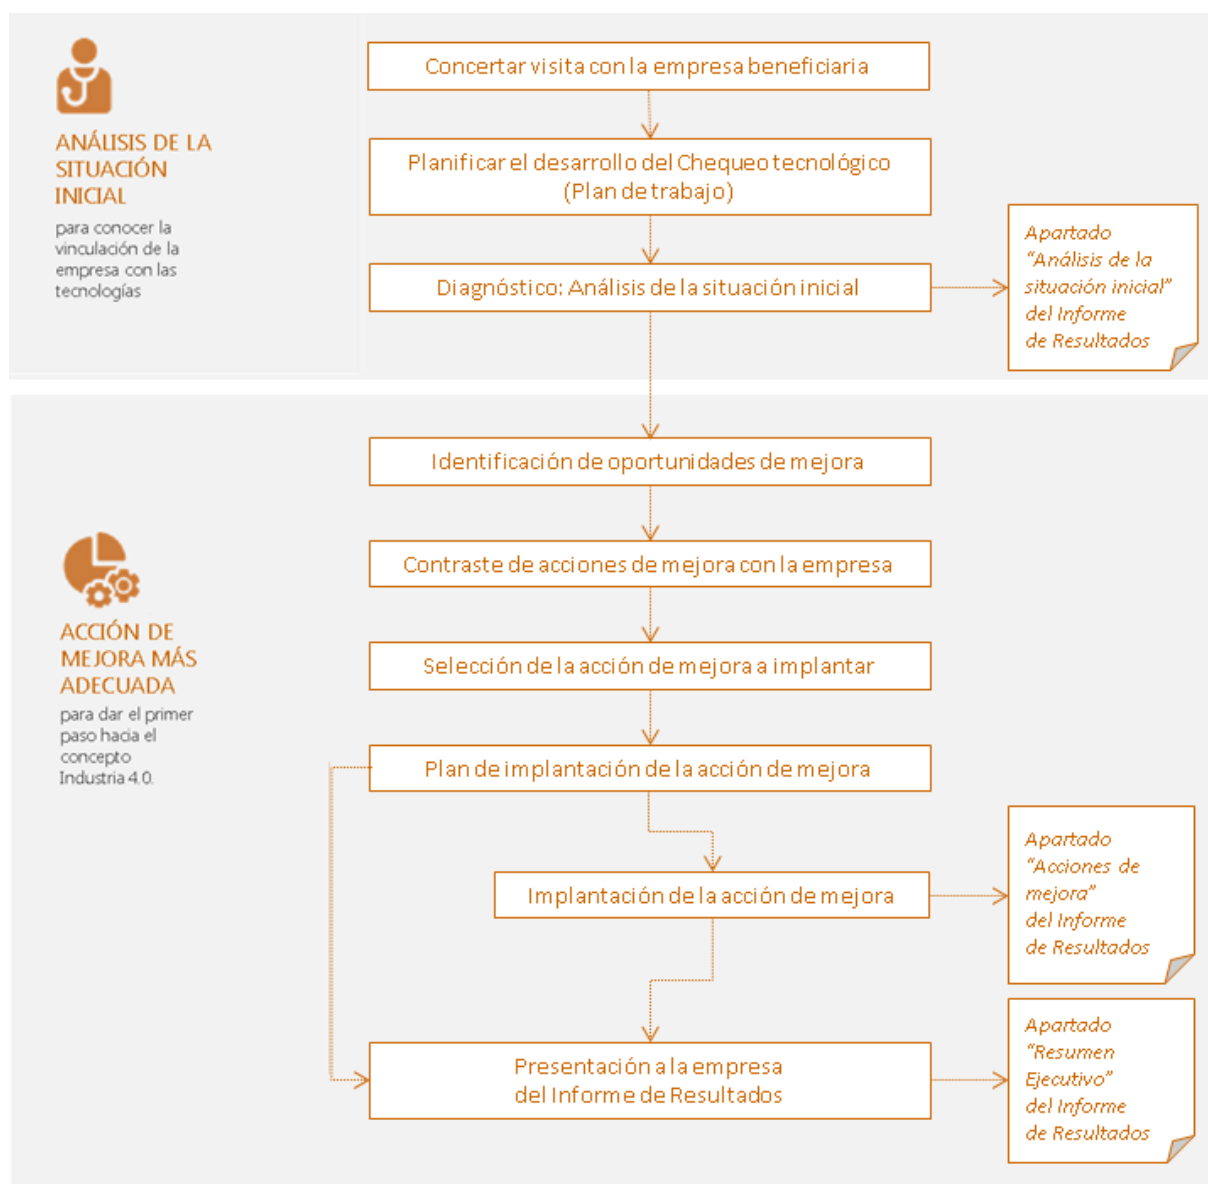 ANÁLISIS DE LA
SITUACIÓN
INICIAL
para conocer la
vinculación de la
empresa con las
tecnologías
Concertar visita con la empresa beneficiaria
Planificar el desarrollo del Chequeo tecnológico
(Plan de trabajo)
Diagnóstico: Análisis de la situación inicial
Apartado
“Análisis de la
situación inicial”
del Informe
de Resultados
ACCIÓN DE
MEJORA MÁS
ADECUADA
para dar el primer
paso hacia el
concepto
Industria 4.0.
Identificación de oportunidades de mejora
Contraste de acciones de mejora con la empresa
Selección de la acción de mejora a implantar
Plan de implantación de la acción de mejora
Implantación de la acción de mejora
Apartado
“Acciones de
mejora”
del Informe
de Resultados
Presentación a la empresa
del Informe de Resultados
Apartado
“Resumen
Ejecutivo”
del Informe
de Resultados